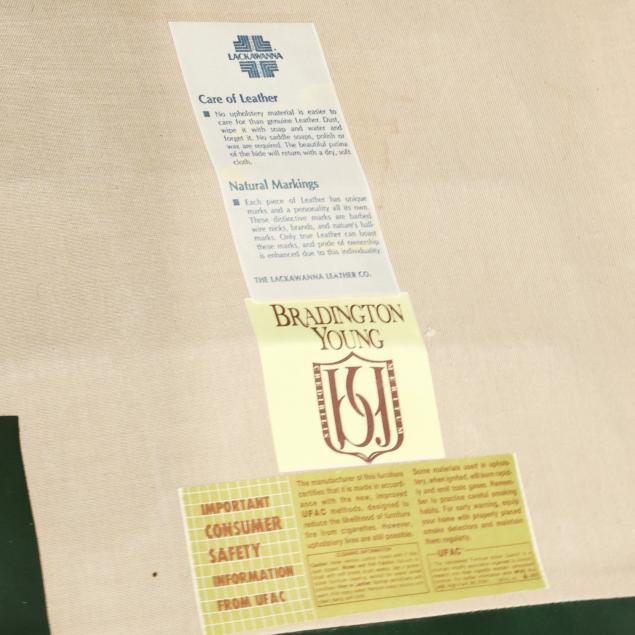 LACKAWANNA
Care of Leather
■ No upholstery material is easier to
care for than genuine Leather. Dust,
wipe it with soap and water and
forget it. No saddle soaps, polish or
wax are required. The beautiful patina
of the hide will return with a dry, soft
cloth.
Natural Markings
■ Each piece of Leather has unique
marks and a personality all its own.
These distinctive marks are barbed
wire nicks, brands, and nature's hall-
marks. Only true Leather can boast
these marks, and pride of ownership
is enhanced due to this individuality.
THE LACKAWANNA LEATHER CO.
BRADINGTON
YOUNG
IMPORTANT
CONSUMER
SAFETY
INFORMATION
FROM UFAC
The manufacturer of this furniture
certifies that it is made in accord-
ance with the new, improved
UFAC methods, designed to
reduce the likelihood of furniture
fire from cigarettes. However,
upholstery fires are still possible.
CLEANING INFORMATION
Some materials used in uphols-
tery, when ignited, will burn rapid-
ly and emit toxic gases. Remem-
ber to practice careful smoking
habits. For early warning, equip
your home with properly placed
smoke detectors and maintain
them regularly.
UFAC